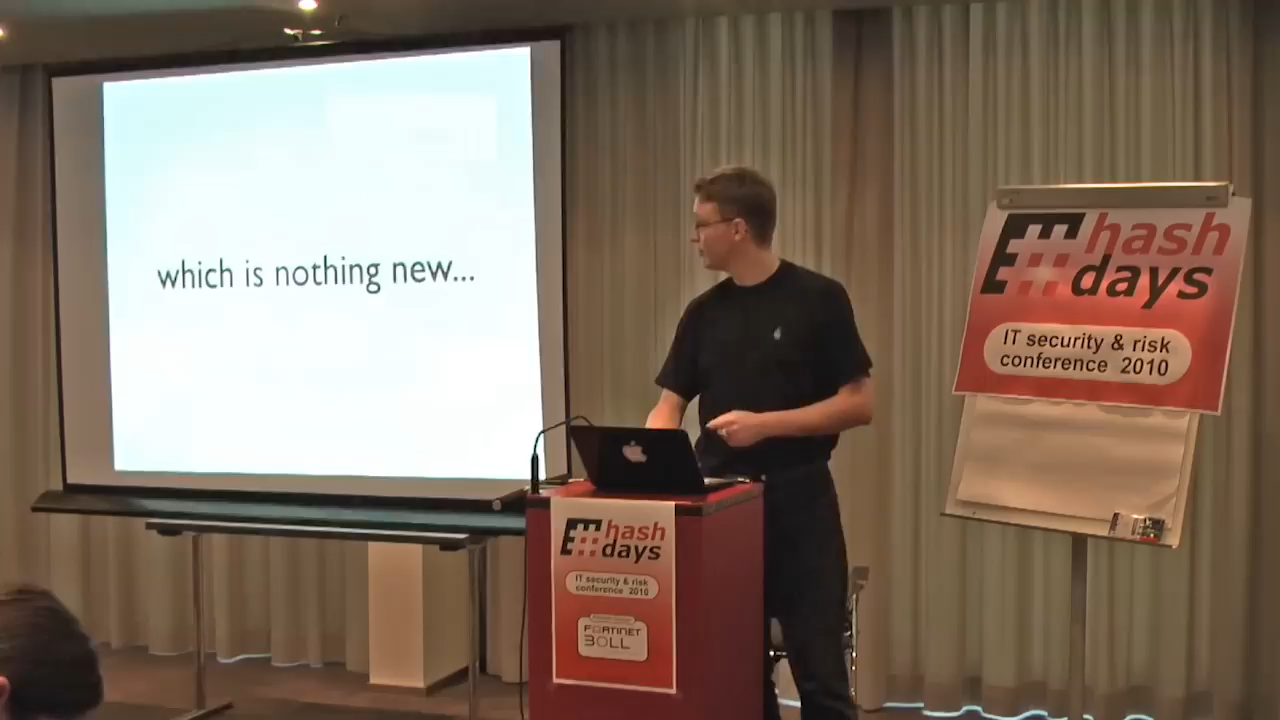 which is nothing new...
hash
days
IT security & risk
conference 2010
hash
days
IT security & risk
conference 2010
FORTINET
BOLL